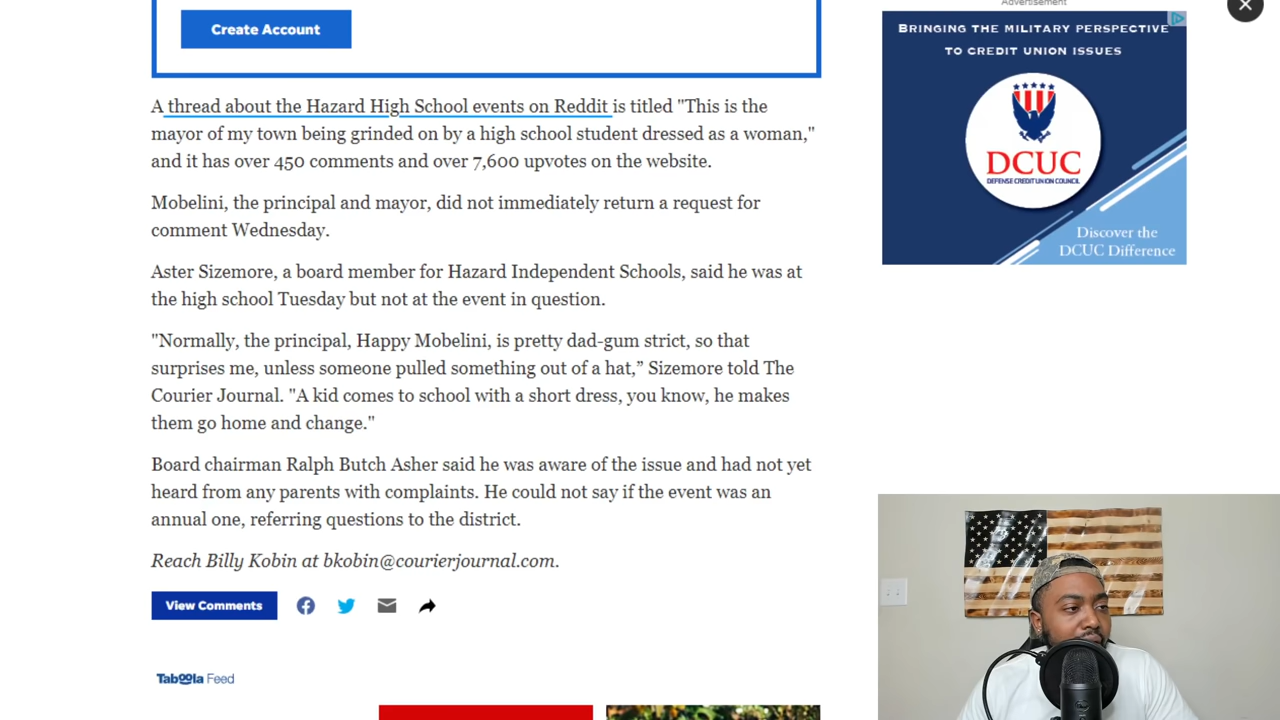 Advertisement
Create Account
BRINGING THE MILITARY PERSPECTIVE
TO CREDIT UNION ISSUES
DCUC
DEFENSE CREDIT UNION COUNCIL
Discover the
DCUC Difference
A thread about the Hazard High School events on Reddit is titled "This is the
mayor of my town being grinded on by a high school student dressed as a woman,"
and it has over 450 comments and over 7,600 upvotes on the website.
Mobelini, the principal and mayor, did not immediately return a request for
comment Wednesday.
Aster Sizemore, a board member for Hazard Independent Schools, said he was at
the high school Tuesday but not at the event in question.
"Normally, the principal, Happy Mobelini, is pretty dad-gum strict, so that
surprises me, unless someone pulled something out of a hat,” Sizemore told The
Courier Journal. "A kid comes to school with a short dress, you know, he makes
them go home and change."
Board chairman Ralph Butch Asher said he was aware of the issue and had not yet
heard from any parents with complaints. He could not say if the event was an
annual one, referring questions to the district.
Reach Billy Kobin at bkobin@courierjournal.com.
View Comments
Taboola Feed